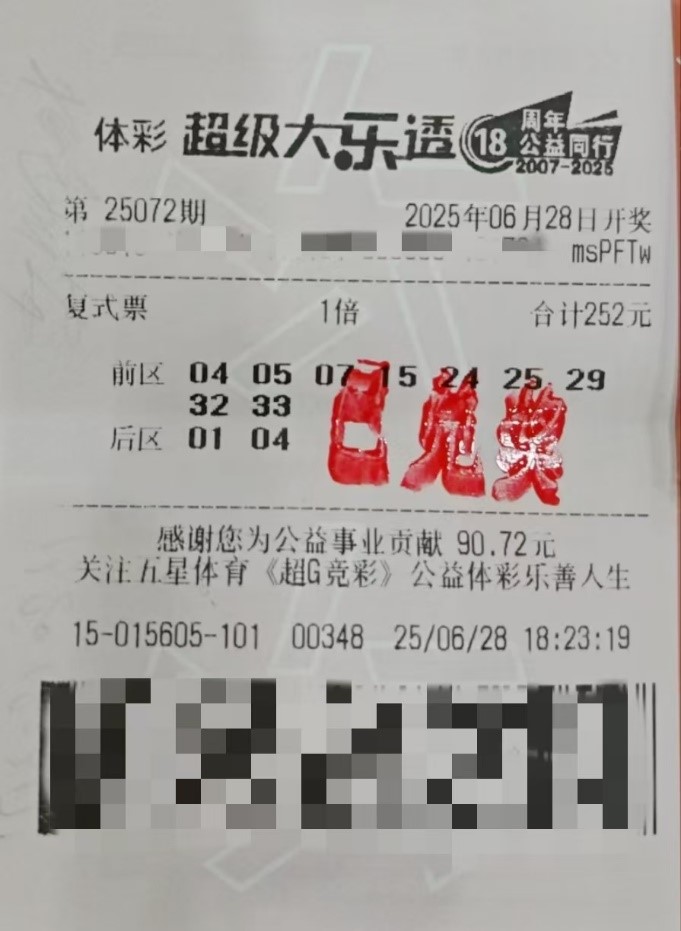 体彩 超级大乐透 18 周年 公益同行 2007-2025
第 25072期 2025年06月28日开奖
msPFTw
复式票 1倍 合计252元
前区 04 05 07 15 24 25 29
32 33
后区 01 04
已兑奖
感谢您为公益事业贡献 90.72元
关注五星体育《超G竞彩》公益体彩乐善人生
15-015605-101 00348 25/06/28 18:23:19